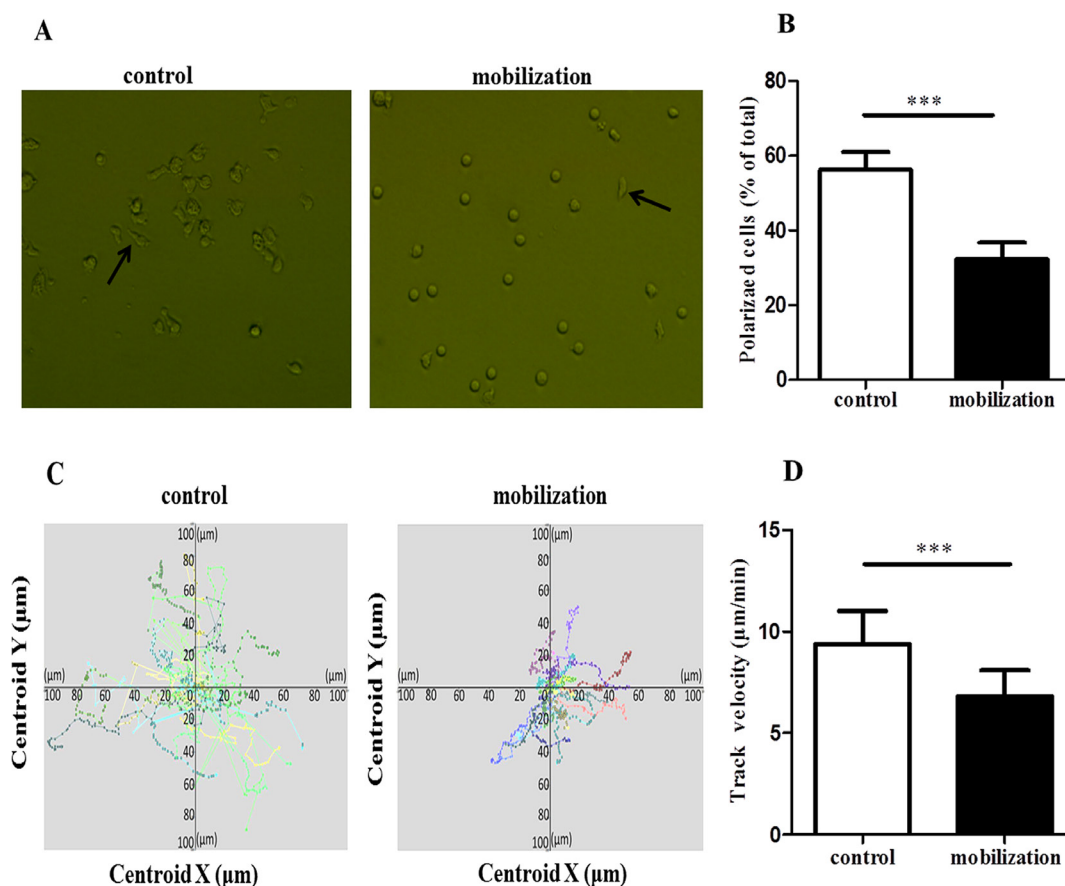 A
control
mobilization
B
Polarizaed cells (% of total)
80
60
40
20
0
***
control
mobilization
C
control
mobilization
Centroid Y (µm)
100 (µm)
80
60
40
20
(µm) (µm)
100 80 60 40 20 20 40 60 80 100
20
40
60
80
100 (µm)
Centroid X (µm)
Centroid Y (µm)
100 (µm)
80
60
40
20
(µm) (µm)
100 80 60 40 20 20 40 60 80 100
20
40
60
80
100 (µm)
Centroid X (µm)
D
Track velocity (µm/min)
15
10
5
0
***
control
mobilization